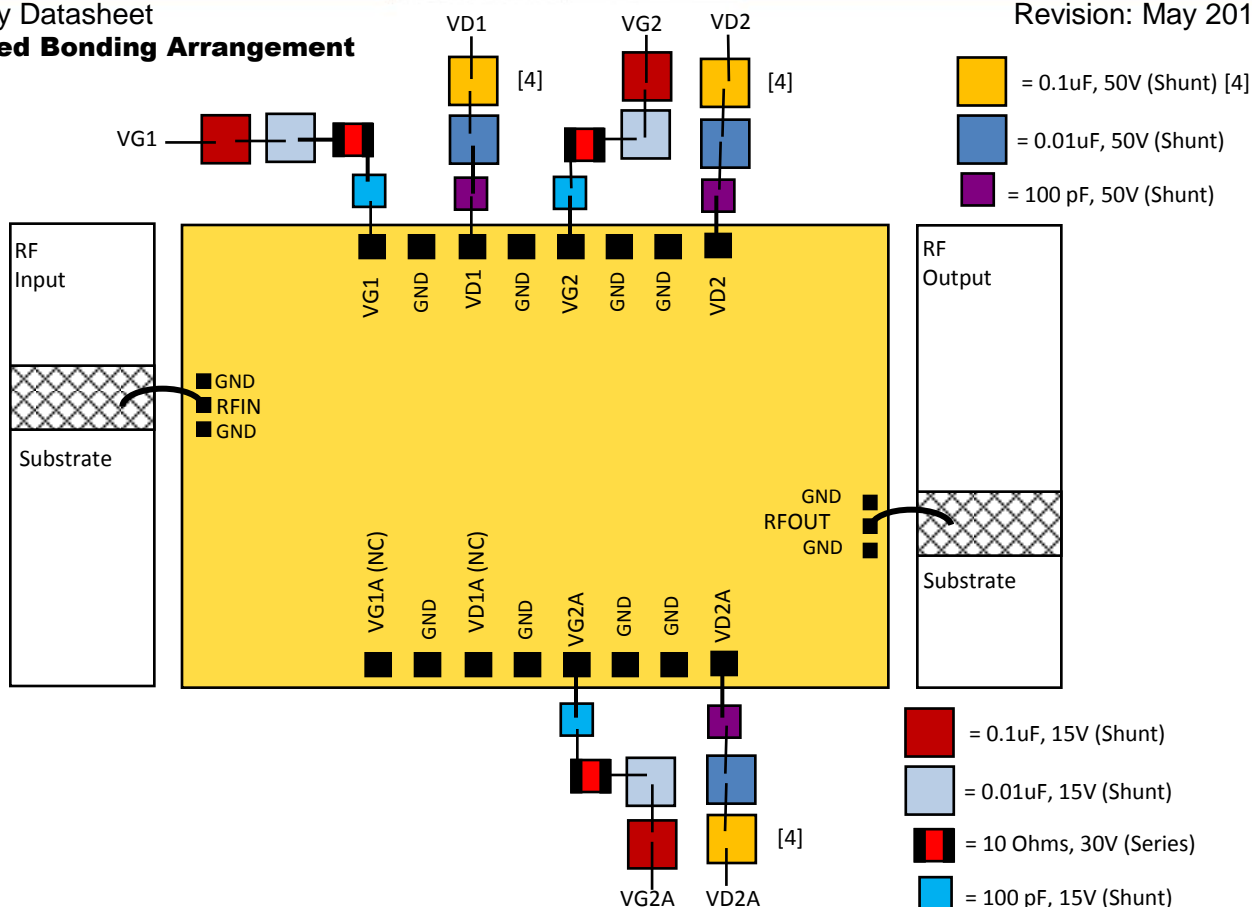 y Datasheet
Revision: May 201
ed Bonding Arrangement
VD1
VG2
VD2
[4]
[4]
VG1
= 0.1uF, 50V (Shunt) [4]
= 0.01uF, 50V (Shunt)
= 100 pF, 50V (Shunt)
RF
Input
Substrate
VG1
GND
VD1
GND
VG2
GND
GND
VD2
RF
Output
Substrate
GND
RFIN
GND
GND
RFOUT
GND
VG1A (NC)
GND
VD1A (NC)
GND
VG2A
GND
GND
VD2A
[4]
VG2A
VD2A
= 0.1uF, 15V (Shunt)
= 0.01uF, 15V (Shunt)
= 10 Ohms, 30V (Series)
= 100 pF, 15V (Shunt)